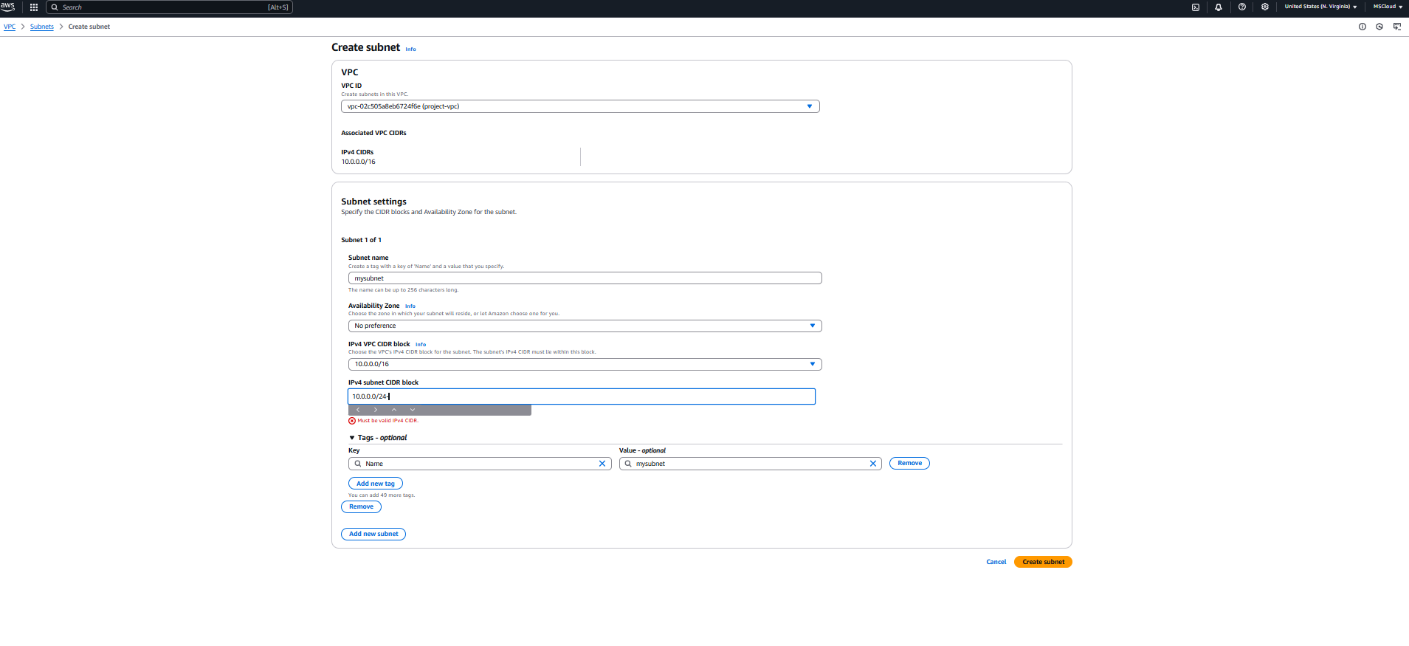 aws Search [Alt+S] United States (N. Virginia) MSCloud
VPC > Subnets > Create subnet
Create subnet Info
VPC
VPC ID
Create subnets in this VPC.
vpc-02c505a8eb6724f6e (project-vpc)
Associated VPC CIDRs
IPv4 CIDRs
10.0.0.0/16
Subnet settings
Specify the CIDR blocks and Availability Zone for the subnet.
Subnet 1 of 1
Subnet name
Create a tag with a key of 'Name' and a value that you specify.
mysubnet
The name can be up to 256 characters long.
Availability Zone Info
Choose the zone in which your subnet will reside, or let Amazon choose one for you.
No preference
IPv4 VPC CIDR block Info
Choose the VPC's IPv4 CIDR block for the subnet. The subnet's IPv4 CIDR must lie within this block.
10.0.0.0/16
IPv4 subnet CIDR block
10.0.0.0/24-
Must be valid IPv4 CIDR.
Tags - optional
Key Value - optional
Name mysubnet Remove
Add new tag
You can add 49 more tags.
Remove
Add new subnet
Cancel Create subnet